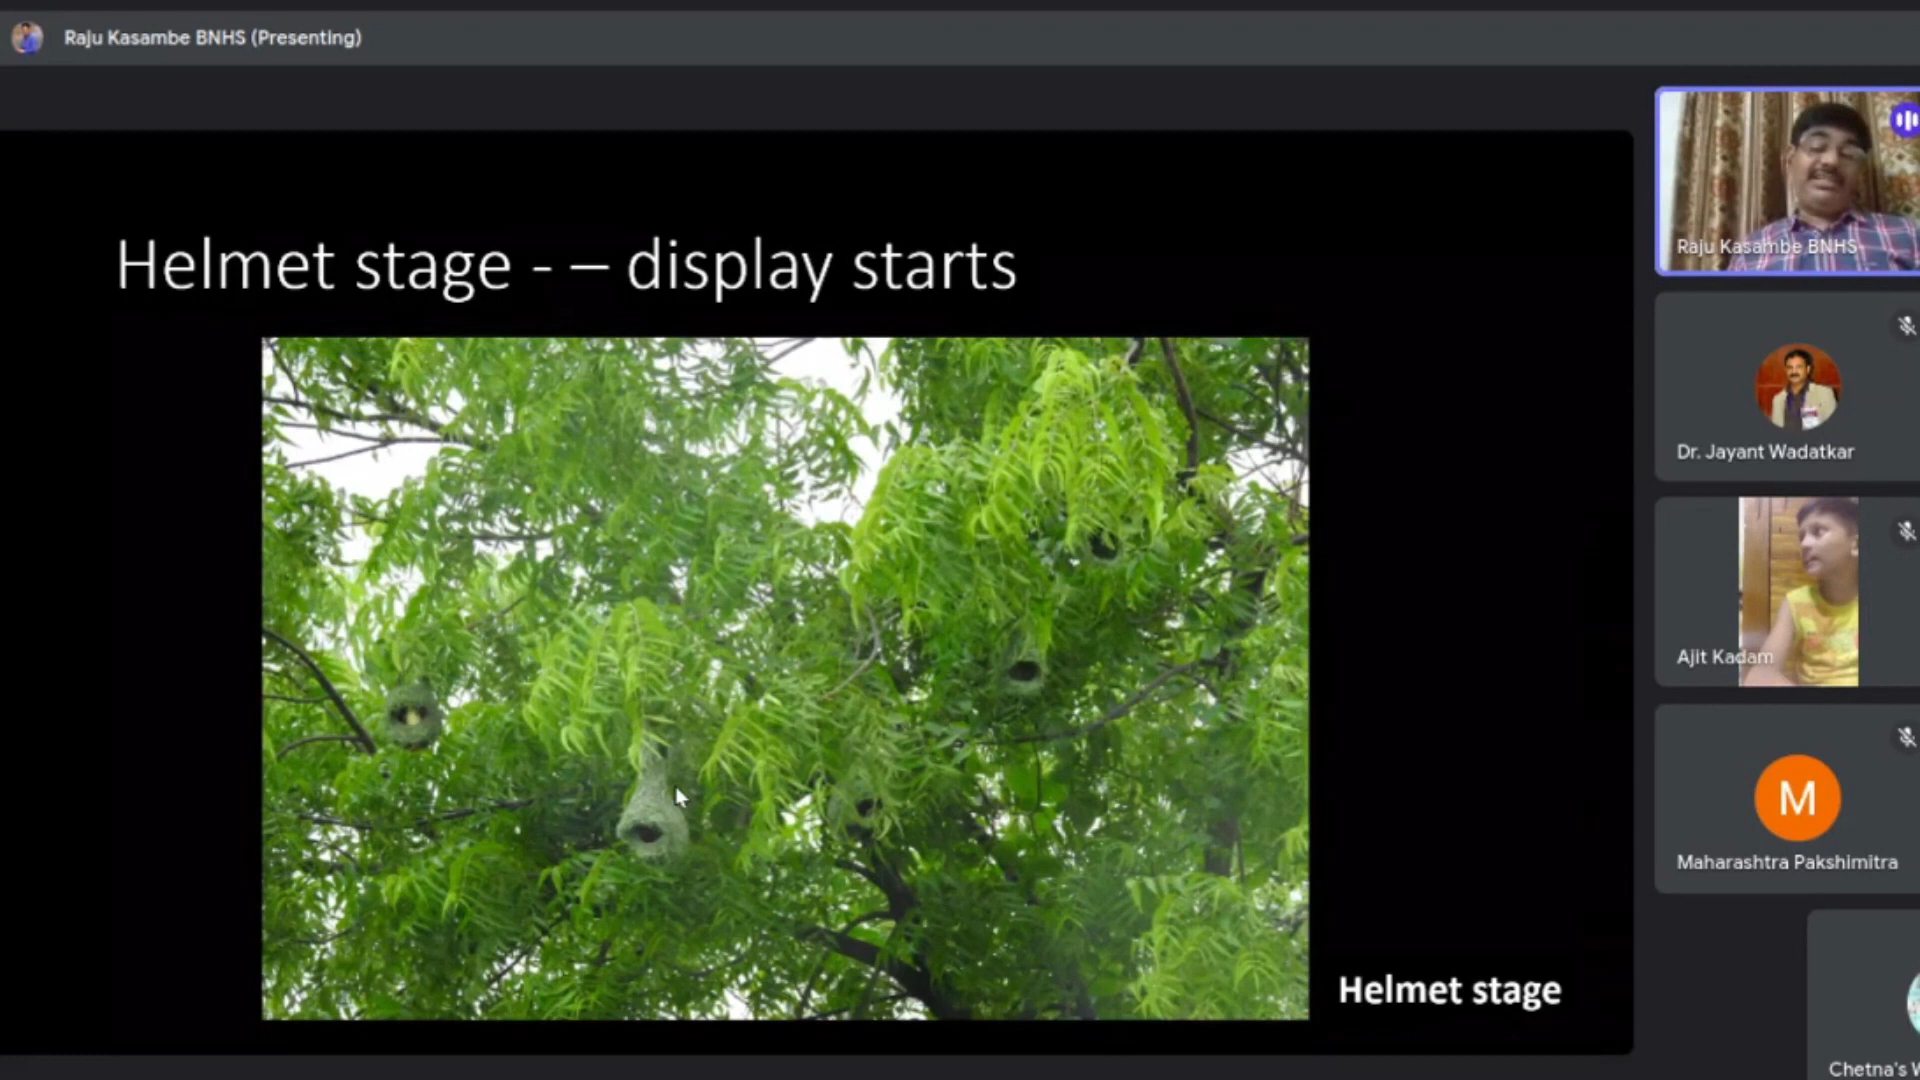 Raju Kasambe BNHS (Presenting)
Helmet stage - – display starts
Helmet stage
Raju Kasambe BNHS
Dr. Jayant Wadatkar
Ajit Kadam
M
Maharashtra Pakshimitra
Chetna's